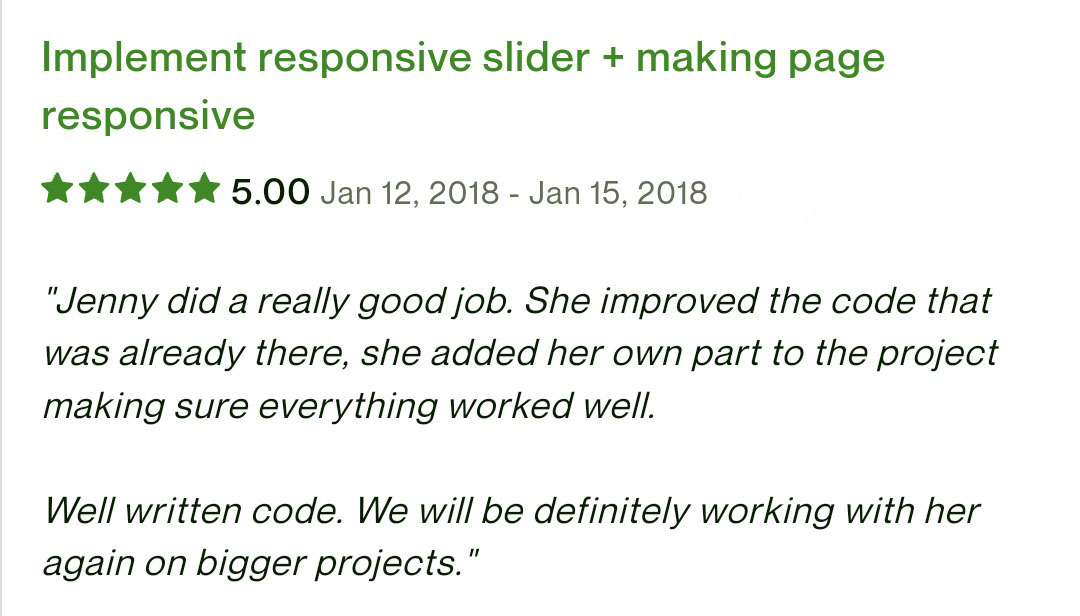 Implement responsive slider + making page
responsive
5.00 Jan 12, 2018 - Jan 15, 2018
"Jenny did a really good job. She improved the code that
was already there, she added her own part to the project
making sure everything worked well.
Well written code. We will be definitely working with her
again on bigger projects."